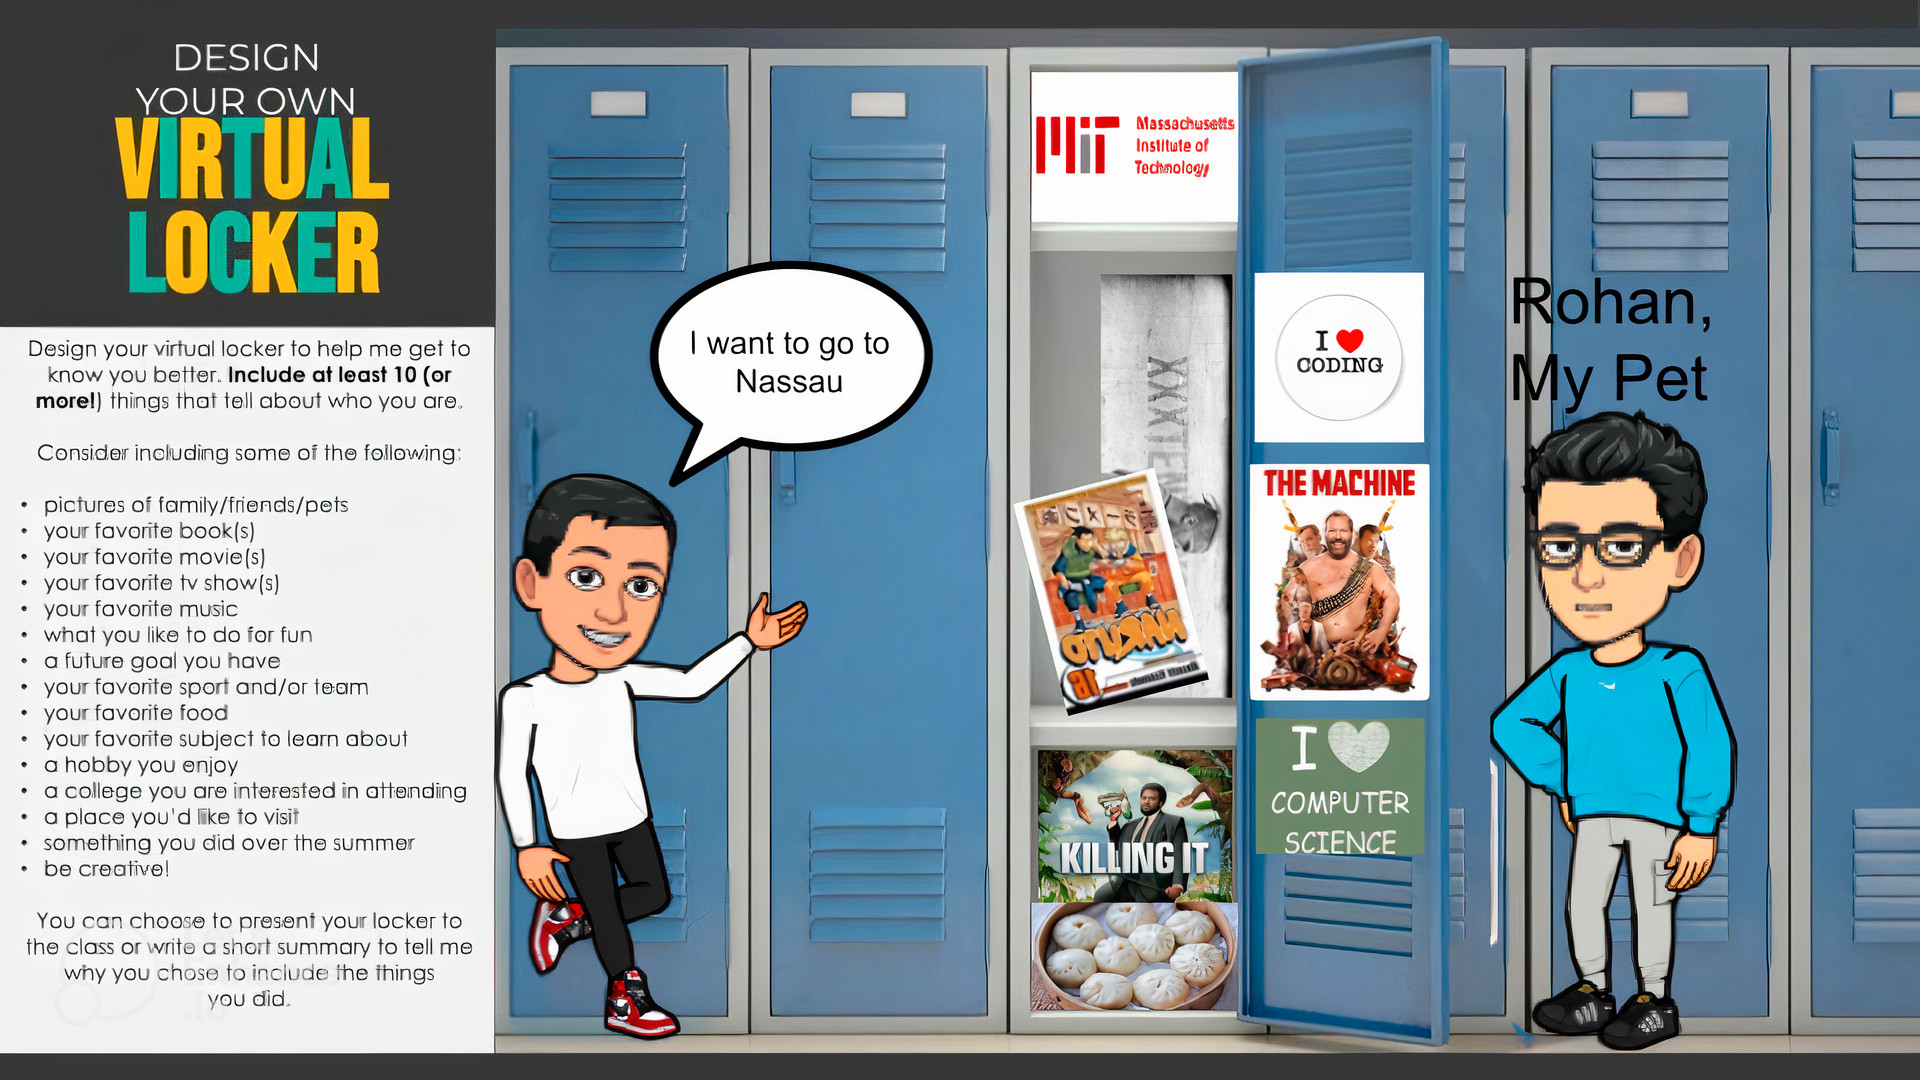 DESIGN
YOUR OWN
VIRTUAL
LOCKER
Design your virtual locker to help me get to
know you better. Include at least 10 (or
more!) things that tell about who you are.
Consider including some of the following:
• pictures of family/friends/pets
• your favorite book(s)
• your favorite movie(s)
• your favorite tv show(s)
• your favorite music
• what you like to do for fun
• a future goal you have
• your favorite sport and/or team
• your favorite food
• your favorite subject to learn about
• a hobby you enjoy
• a college you are interested in attending
• a place you'd like to visit
• something you did over the summer
• be creative!
You can choose to present your locker to
the class or write a short summary to tell me
why you chose to include the things
you did.
I want to go to
Nassau
MIT
Massachusetts
Institute of
Technology
NARUTO
I ❤ 
CODING
THE MACHINE
I ❤
COMPUTER
SCIENCE
KILLING IT
Rohan,
My Pet